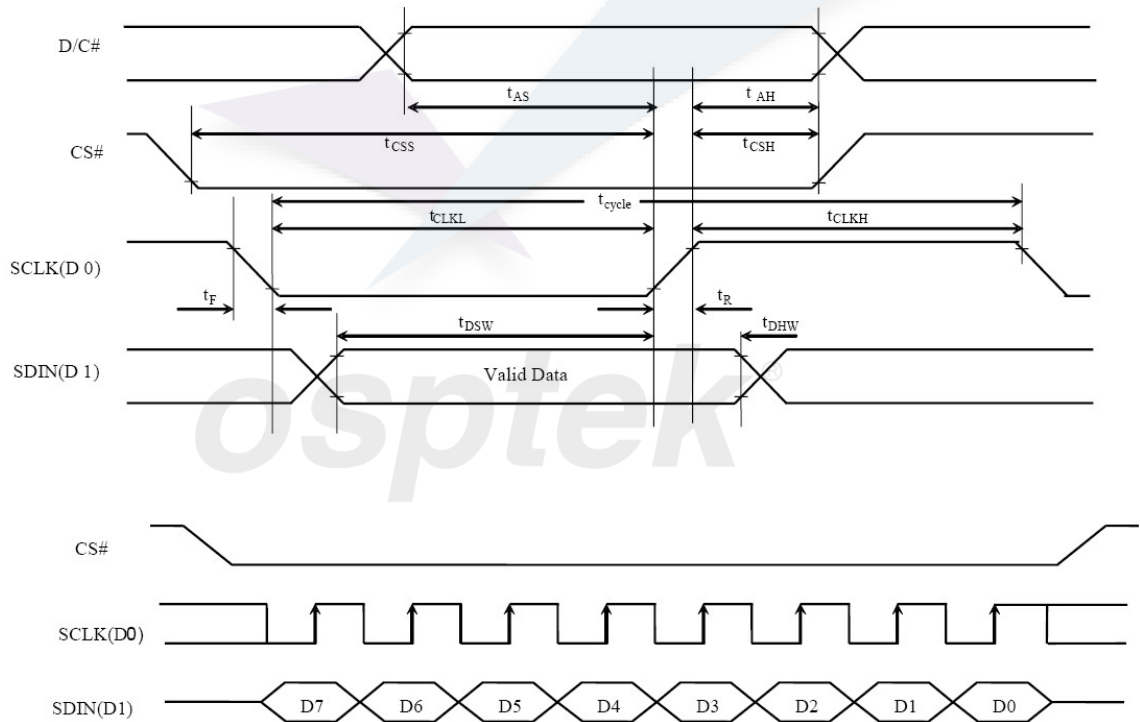 D/C#
tAS
t AH
CS#
tCSS
tCSH
tcycle
tCLKL
tCLKH
SCLK(D 0)
tF
tR
tDSW
tDHW
SDIN(D 1)
Valid Data
osptek®
CS#
SCLK(D0)
SDIN(D1)
D7 D6 D5 D4 D3 D2 D1 D0